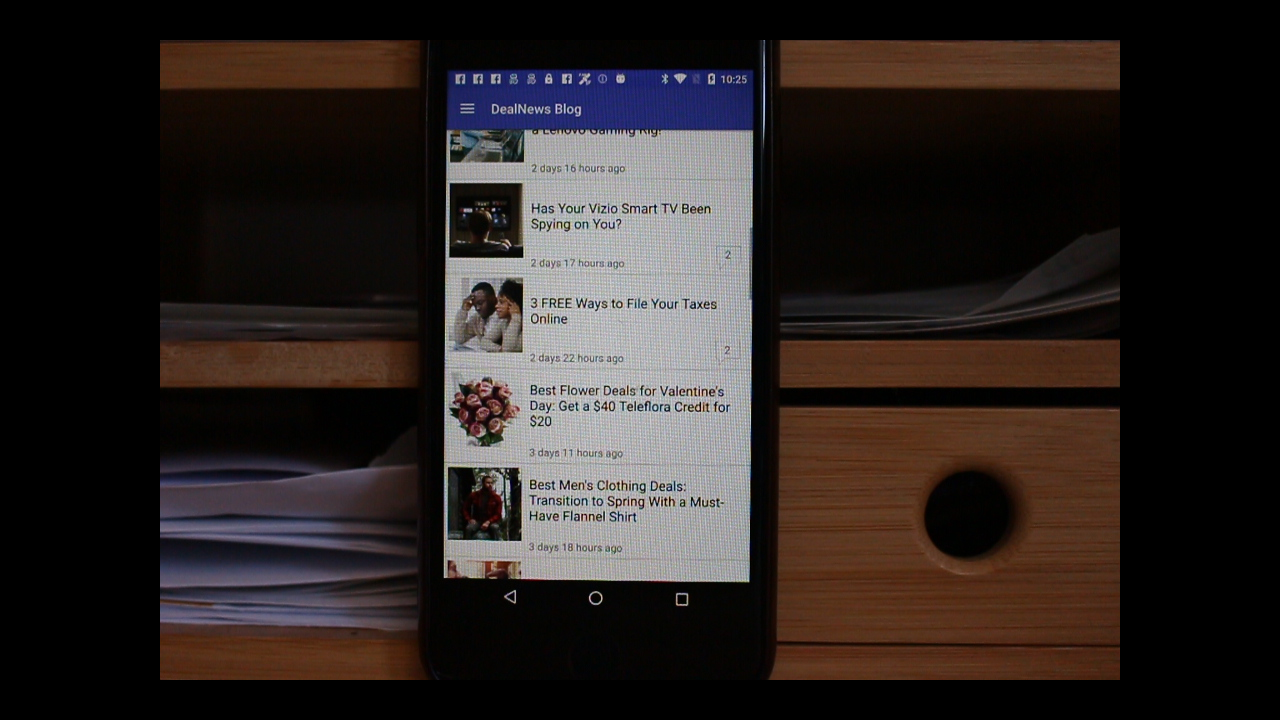 10:25
DealNews Blog
a Lenovo Gaming Rig!
2 days 16 hours ago
Has Your Vizio Smart TV Been
Spying on You?
2 days 17 hours ago
2
3 FREE Ways to File Your Taxes
Online
2 days 22 hours ago
2
Best Flower Deals for Valentine's
Day: Get a $40 Teleflora Credit for
$20
3 days 11 hours ago
Best Men's Clothing Deals:
Transition to Spring With a Must-
Have Flannel Shirt
3 days 18 hours ago